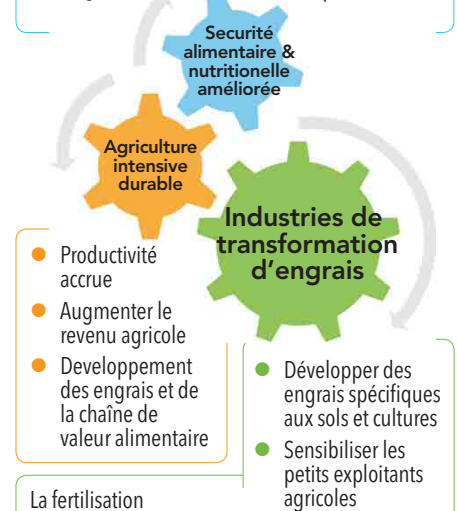 Securité
alimentaire &
nutritionelle
améliorée
Agriculture
intensive
durable
Industries de
transformation
d'engrais
● Productivité
accrue
● Augmenter le
revenu agricole
● Developpement
des engrais et de
la chaîne de
valeur alimentaire
● Développer des
engrais spécifiques
aux sols et cultures
● Sensibiliser les
petits exploitants
agricoles
La fertilisation